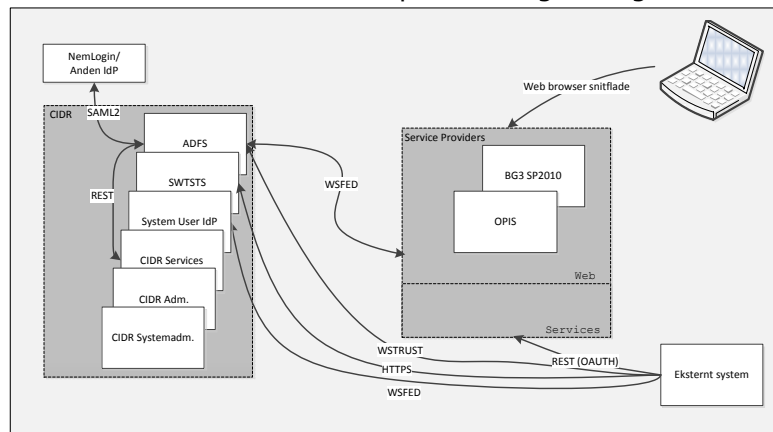 NemLogin/
Anden IdP
SAML2
CIDR
ADFS
SWTSTS
REST
System User IdP
CIDR Services
CIDR Adm.
CIDR Systemadm.
WSFED
Web browser snitflade
Service Providers
BG3 SP2010
OPIS
Web
Services
WSTRUST
HTTPS
WSFED
REST (OAUTH)
Eksternt system